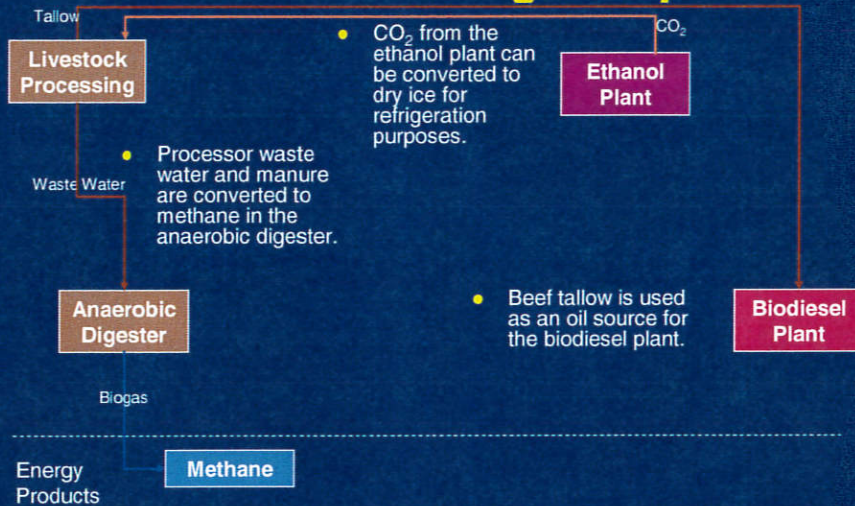 Tallow
CO₂
Livestock
Processing
• CO₂ from the
ethanol plant can
be converted to
dry ice for
refrigeration
purposes.
Ethanol
Plant
• Processor waste
water and manure
are converted to
methane in the
anaerobic digester.
Waste Water
Anaerobic
Digester
• Beef tallow is used
as an oil source for
the biodiesel plant.
Biodiesel
Plant
Biogas
Energy
Products
Methane